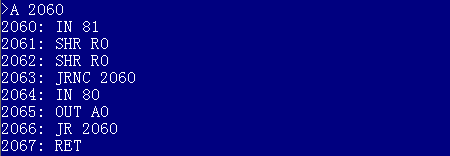 >A 2060
2060: IN 81
2061: SHR R0
2062: SHR R0
2063: JRNC 2060
2064: IN 80
2065: OUT A0
2066: JR 2060
2067: RET